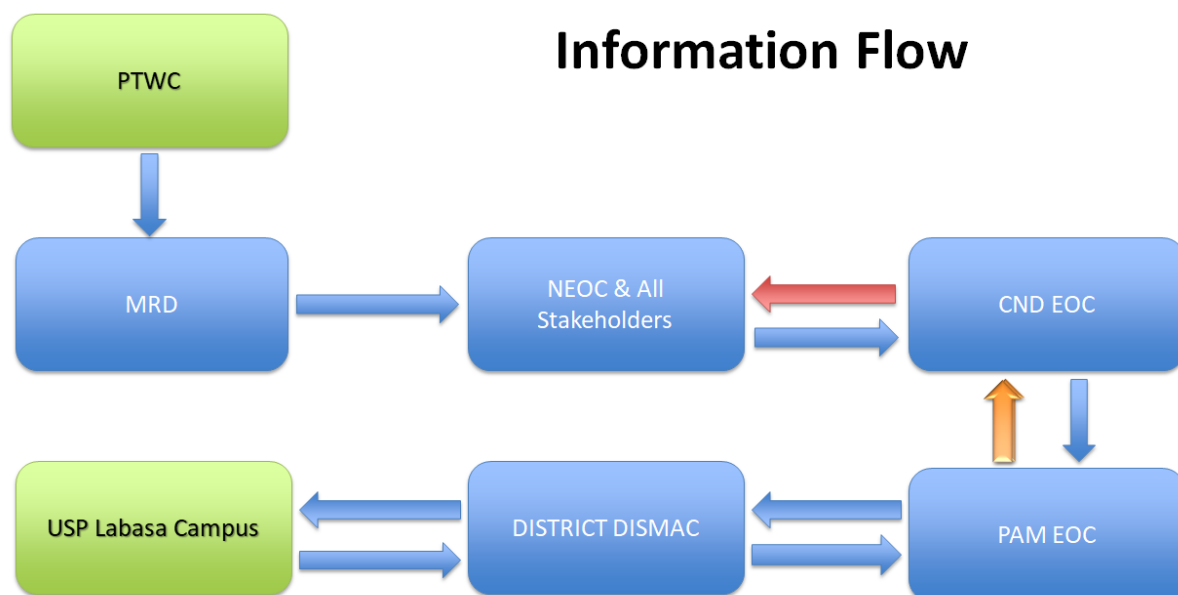 Information Flow
PTWC
MRD
NEOC & All
Stakeholders
CND EOC
USP Labasa Campus
DISTRICT DISMAC
PAM EOC